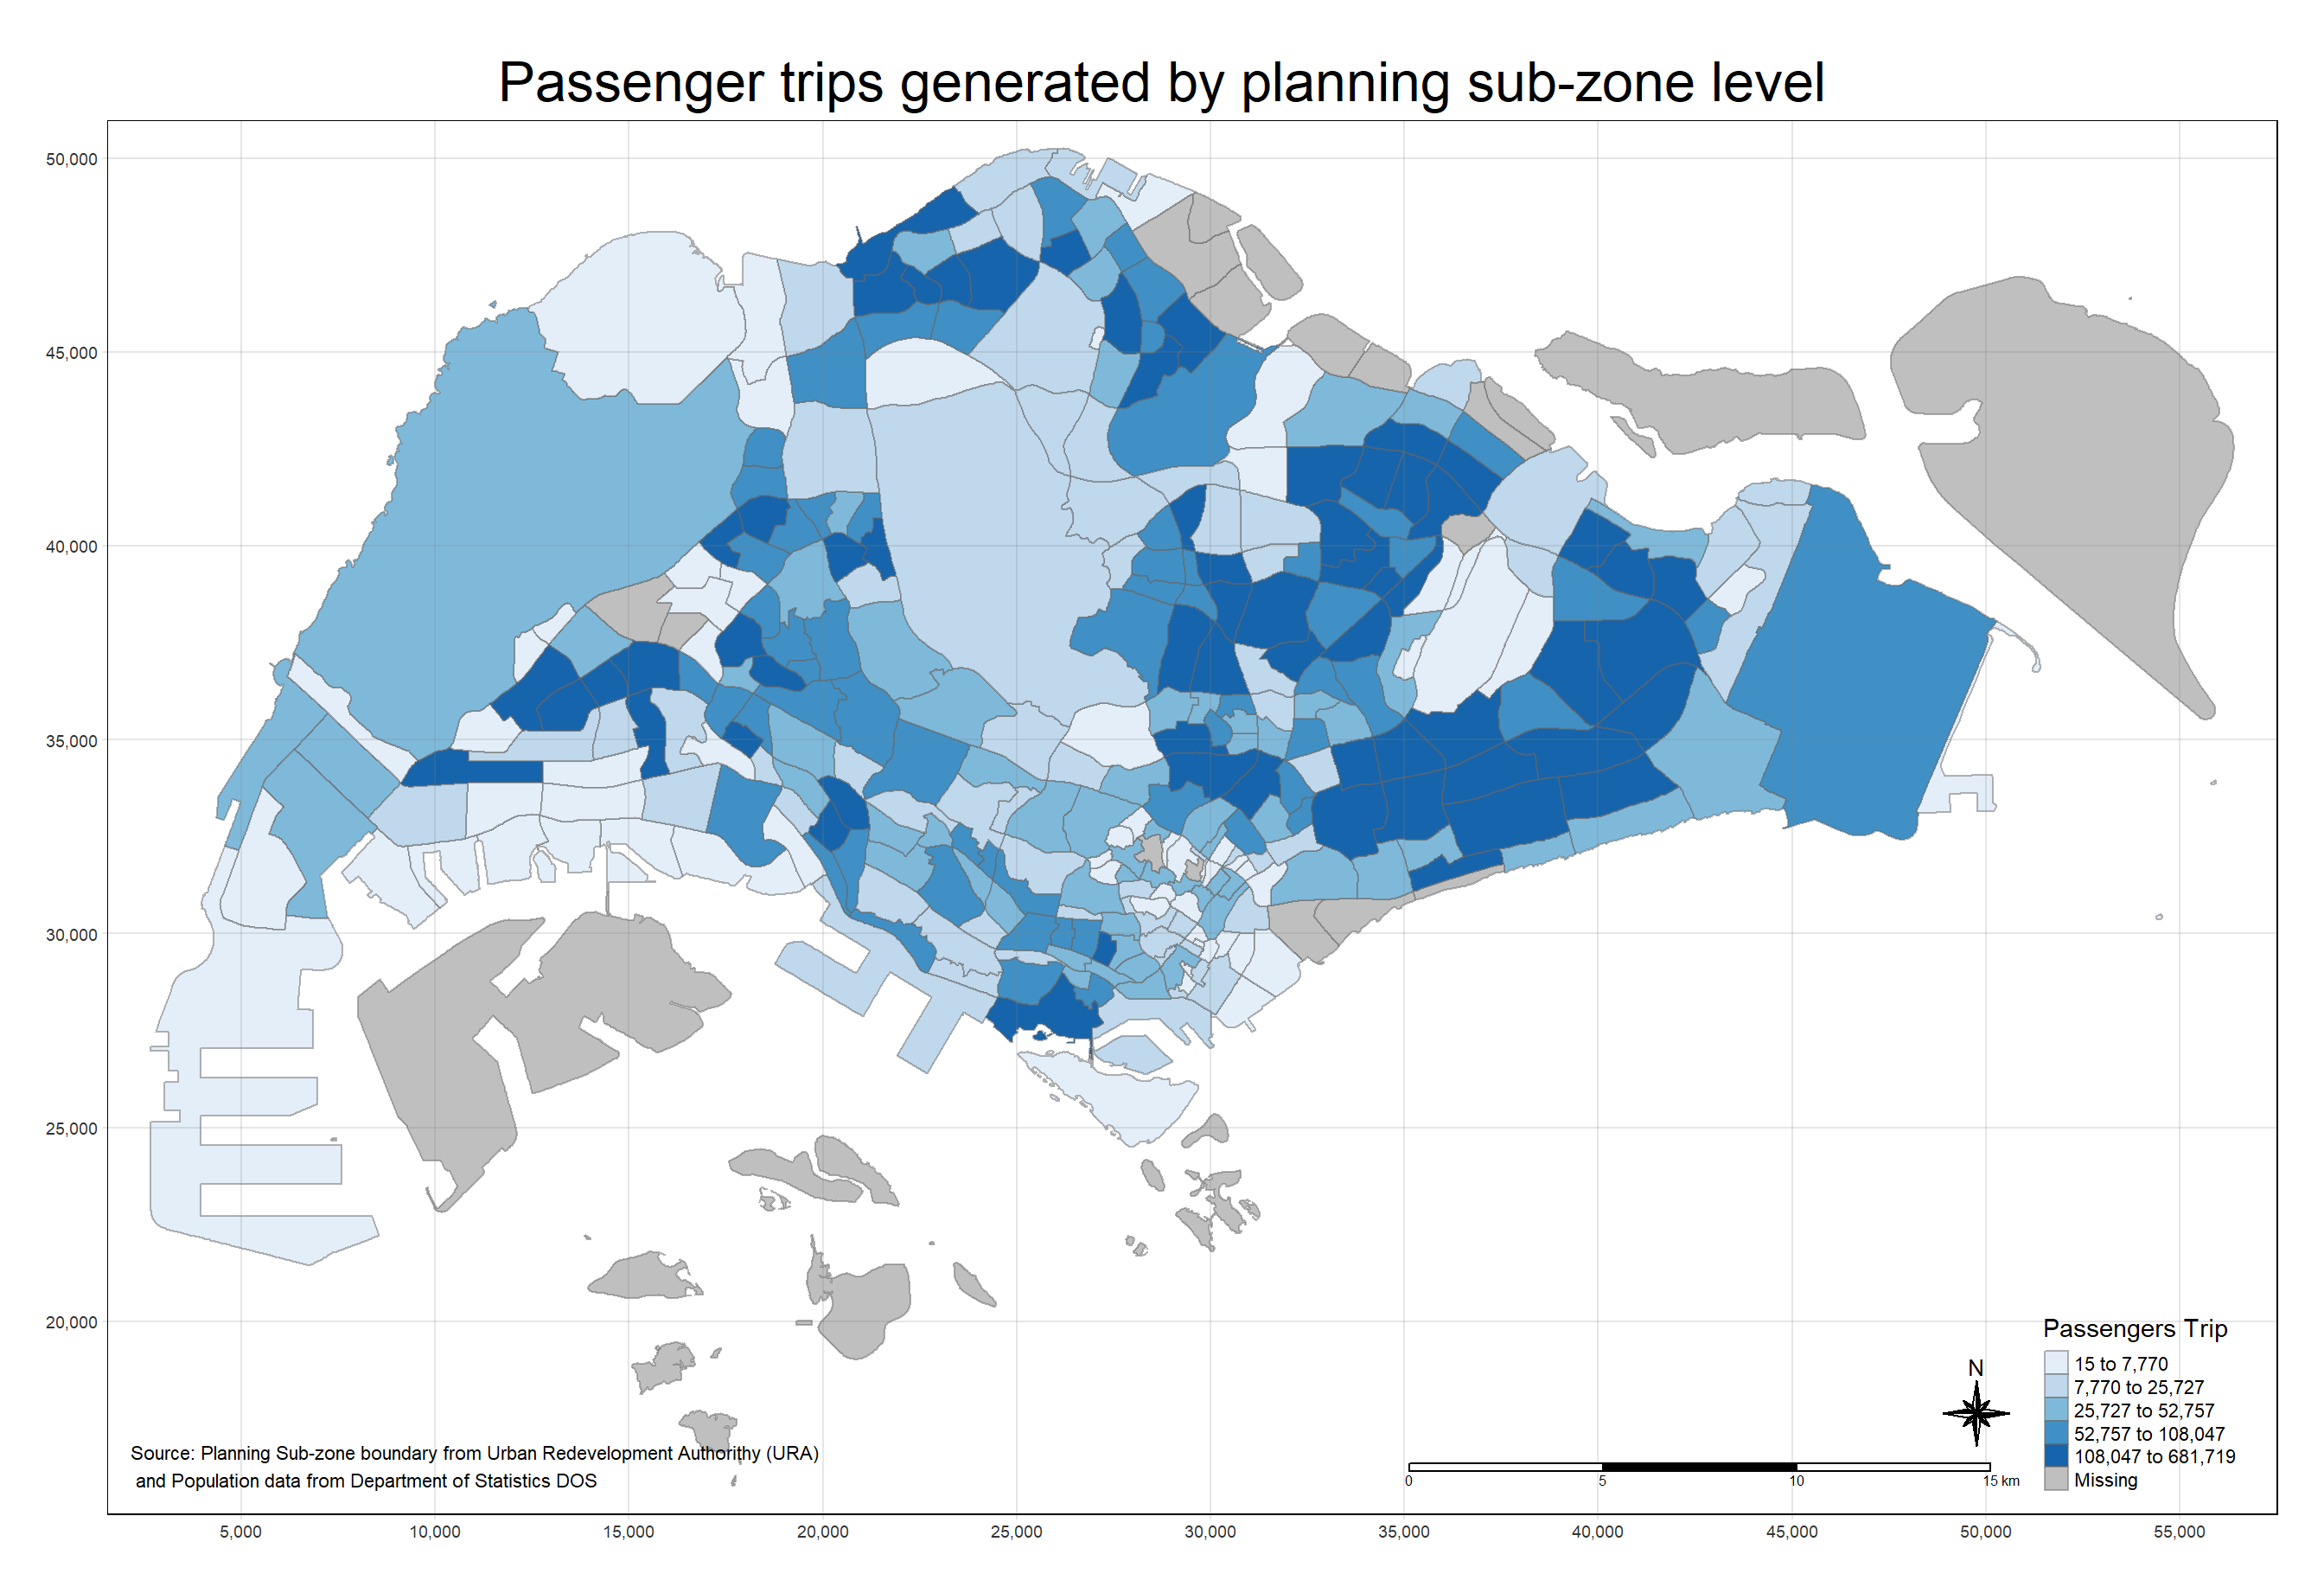 Passenger trips generated by planning sub-zone level
50,000
45,000
40,000
35,000
30,000
25,000
20,000
Passengers Trip
15 to 7,770
7,770 to 25,727
25,727 to 52,757
52,757 to 108,047
108,047 to 681,719
Missing
N
Source: Planning Sub-zone boundary from Urban Redevelopment Authorithy (URA)
and Population data from Department of Statistics DOS
0 5 10 15 km
5,000 10,000 15,000 20,000 25,000 30,000 35,000 40,000 45,000 50,000 55,000